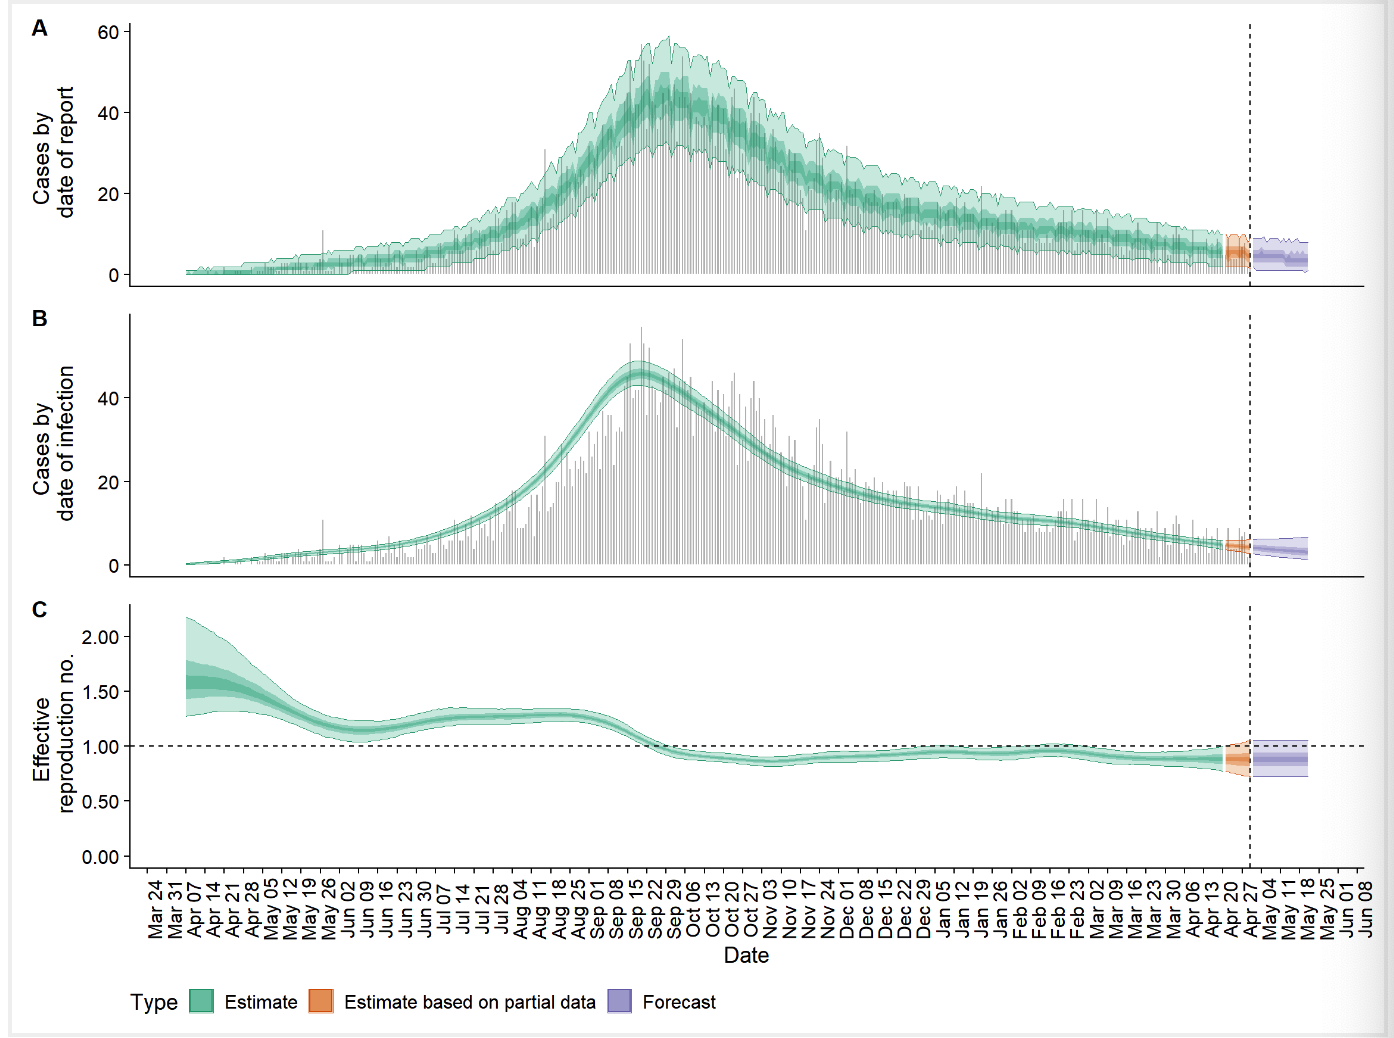 A
Cases by
date of report
60
40
20
0
B
Cases by
date of infection
40
20
0
C
Effective
reproduction no.
2.00
1.50
1.00
0.50
0.00
Mar 24
Mar 31
Apr 07
Apr 14
Apr 21
Apr 28
May 05
May 12
May 19
May 26
Jun 02
Jun 09
Jun 16
Jun 23
Jun 30
Jul 07
Jul 14
Jul 21
Jul 28
Aug 04
Aug 11
Aug 18
Aug 25
Sep 01
Sep 08
Sep 15
Sep 22
Sep 29
Oct 06
Oct 13
Oct 20
Oct 27
Nov 03
Nov 10
Nov 17
Nov 24
Dec 01
Dec 08
Dec 15
Dec 22
Dec 29
Jan 05
Jan 12
Jan 19
Jan 26
Feb 02
Feb 09
Feb 16
Feb 23
Mar 02
Mar 09
Mar 16
Mar 23
Mar 30
Apr 06
Apr 13
Apr 20
Apr 27
May 04
May 11
May 18
May 25
Jun 01
Jun 08
Date
Type Estimate Estimate based on partial data Forecast